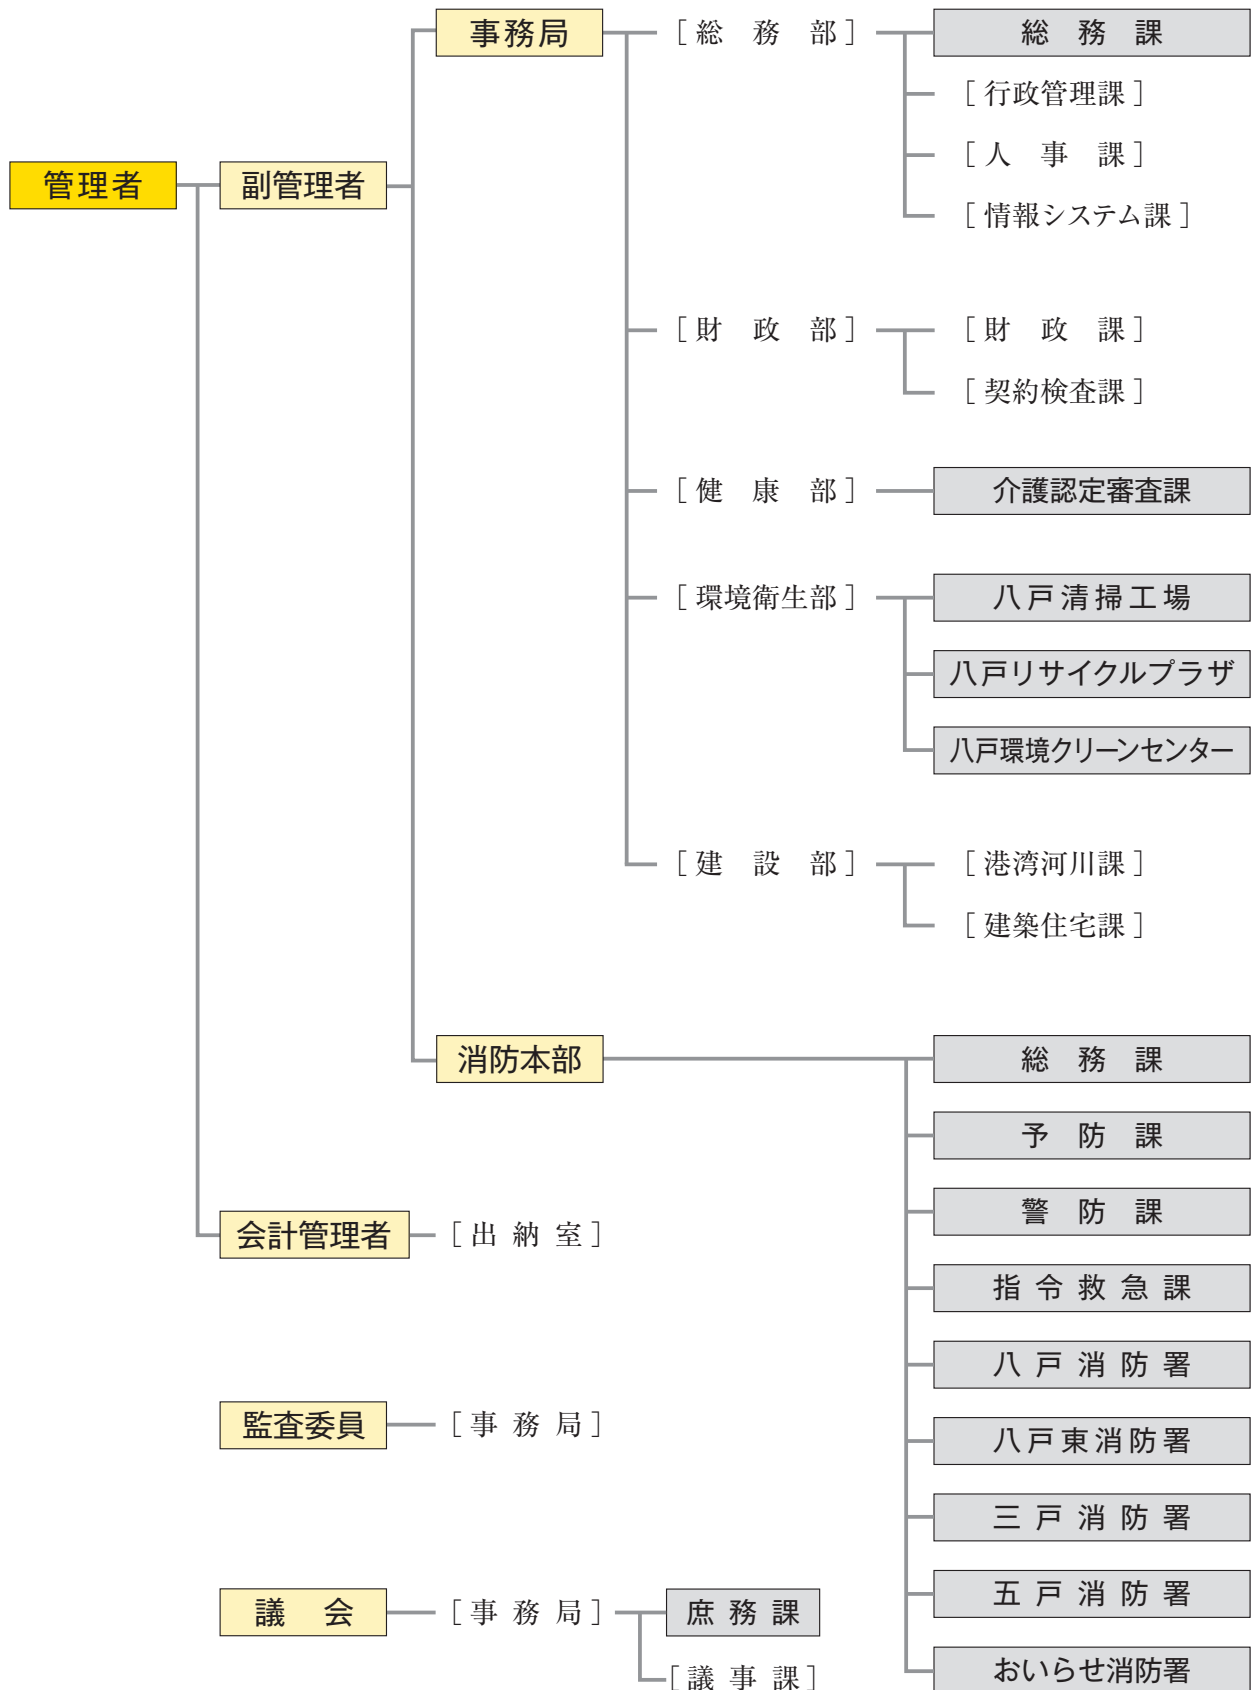 事務局
[総務部]
総務課
[行政管理課]
[人事課]
[情報システム課]
管理者
副管理者
[財政部]
[財政課]
[契約検査課]
[健康部]
介護認定審査課
[環境衛生部]
八戸清掃工場
八戸リサイクルプラザ
八戸環境クリーンセンター
[建設部]
[港湾河川課]
[建築住宅課]
消防本部
総務課
予防課
警防課
指令救急課
八戸消防署
八戸東消防署
三戸消防署
五戸消防署
おいらせ消防署
会計管理者
[出納室]
監査委員
[事務局]
議会
[事務局]
庶務課
[議事課]